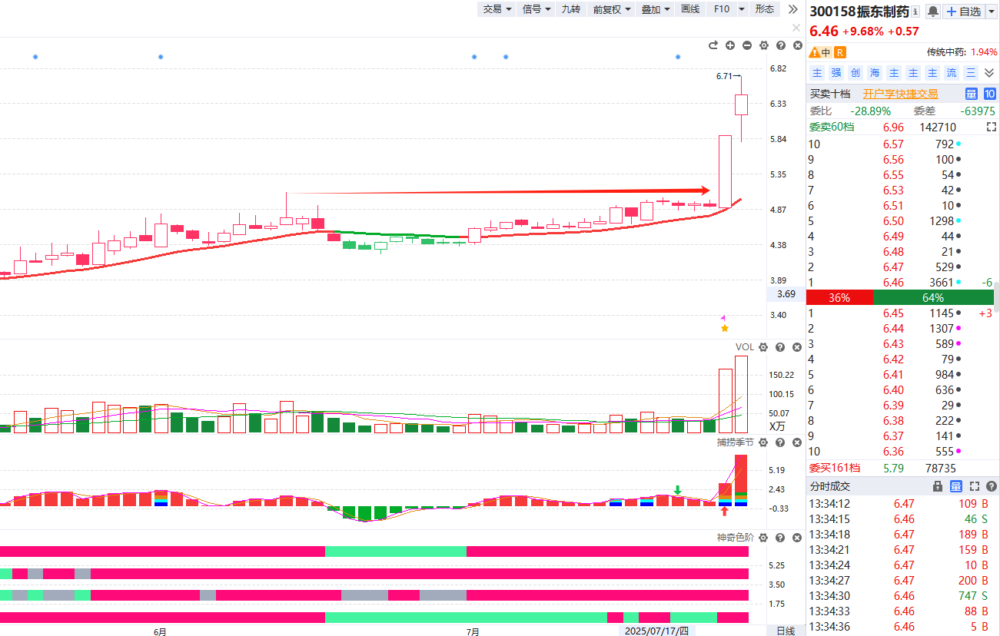 交易 信号 九转 前复权 叠加 画线 F10 形态
6.71
6.82
6.33
5.84
5.35
4.87
4.38
3.89
3.69
3.40
VOL
150.22
100.15
50.07
X万
捕捞季节
5.19
2.43
-0.33
神奇色阶
5.25
3.50
1.75
6月 7月 2025/07/17/四 日线
300158 振东制药
自选
6.46 +9.68% +0.57
中 R 传统中药: 1.94%
主 强 创 海 主 主 主 流 三
买卖十档 开户享快捷交易 量 10
委比 -28.89% 委差 -63975
委卖60档 6.96 142710
10 6.57 792
9 6.56 100
8 6.55 54
7 6.53 42
6 6.51 10
5 6.50 1298
4 6.49 44
3 6.48 21
2 6.47 529
1 6.46 3661 -6
36% 64%
1 6.45 1145 +3
2 6.44 1307
3 6.43 589
4 6.42 79
5 6.41 984
6 6.40 636
7 6.39 29
8 6.38 222
9 6.37 141
10 6.36 555
委买161档 5.79 78735
分时成交 量
13:34:12 6.47 109 B
13:34:15 6.46 46 S
13:34:18 6.47 189 B
13:34:21 6.47 159 B
13:34:24 6.47 10 B
13:34:27 6.47 200 B
13:34:30 6.46 747 S
13:34:33 6.46 88 B
13:34:36 6.46 5 B